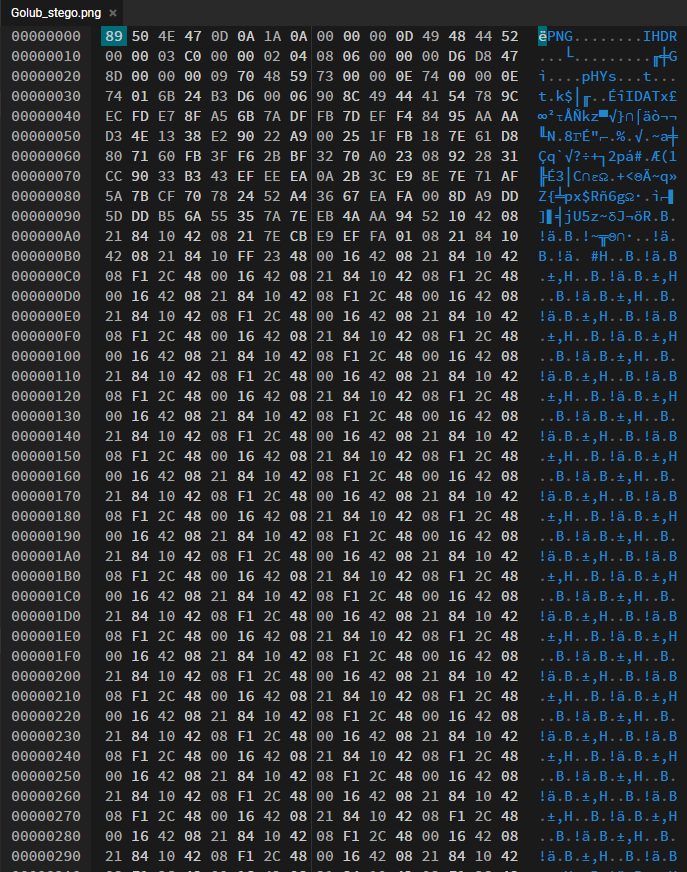 Golub_stego.png ×
00000000 89 50 4E 47 0D 0A 1A 0A 00 00 00 0D 49 48 44 52 ëPNG........IHDR
00000010 00 00 03 C0 00 00 02 04 08 06 00 00 00 D6 D8 47 ...└.........╓╪G
00000020 8D 00 00 00 09 70 48 59 73 00 00 0E 74 00 00 0E ì....pHYs...t...
00000030 74 01 6B 24 B3 D6 00 06 90 8C 49 44 41 54 78 9C t.k$│╓..ÉîIDATx£
00000040 EC FD E7 8F A5 6B 7A DF FB 7D EF F4 84 95 AA AA ∞²τÅÑkz▀√}∩⌠äò¬¬
00000050 D3 4E 13 38 E2 90 22 A9 00 25 1F FB 18 7E 61 D8 ╙N.8ΓÉ"⌐.%.√.~a╪
00000060 80 71 60 FB 3F F6 2B BF 32 70 A0 23 08 92 28 31 Çq`√?÷+┐2pá#.Æ(1
00000070 CC 90 33 B3 43 EF EE EA 0A 2B 3C E9 8E 7E 71 AF ╠É3│C∩εΩ.+<ΘÄ~q»
00000080 5A 7B CF 70 78 24 52 A4 36 67 EA FA 00 8D A9 DD Z{╧px$Rñ6gΩ·.ì⌐▌
00000090 5D DD B5 6A 55 35 7A 7E EB 4A AA 94 52 10 42 08 ]▌╡jU5z~δJ¬öR.B.
000000A0 21 84 10 42 08 21 7E CB E9 EF FA 01 08 21 84 10 !ä.B.!~╦Θ∩·..!ä.
000000B0 42 08 21 84 10 FF 23 48 00 16 42 08 21 84 10 42 B.!ä. #H..B.!ä.B
000000C0 08 F1 2C 48 00 16 42 08 21 84 10 42 08 F1 2C 48 .±,H..B.!ä.B.±,H
000000D0 00 16 42 08 21 84 10 42 08 F1 2C 48 00 16 42 08 ..B.!ä.B.±,H..B.
000000E0 21 84 10 42 08 F1 2C 48 00 16 42 08 21 84 10 42 !ä.B.±,H..B.!ä.B
000000F0 08 F1 2C 48 00 16 42 08 21 84 10 42 08 F1 2C 48 .±,H..B.!ä.B.±,H
00000100 00 16 42 08 21 84 10 42 08 F1 2C 48 00 16 42 08 ..B.!ä.B.±,H..B.
00000110 21 84 10 42 08 F1 2C 48 00 16 42 08 21 84 10 42 !ä.B.±,H..B.!ä.B
00000120 08 F1 2C 48 00 16 42 08 21 84 10 42 08 F1 2C 48 .±,H..B.!ä.B.±,H
00000130 00 16 42 08 21 84 10 42 08 F1 2C 48 00 16 42 08 ..B.!ä.B.±,H..B.
00000140 21 84 10 42 08 F1 2C 48 00 16 42 08 21 84 10 42 !ä.B.±,H..B.!ä.B
00000150 08 F1 2C 48 00 16 42 08 21 84 10 42 08 F1 2C 48 .±,H..B.!ä.B.±,H
00000160 00 16 42 08 21 84 10 42 08 F1 2C 48 00 16 42 08 ..B.!ä.B.±,H..B.
00000170 21 84 10 42 08 F1 2C 48 00 16 42 08 21 84 10 42 !ä.B.±,H..B.!ä.B
00000180 08 F1 2C 48 00 16 42 08 21 84 10 42 08 F1 2C 48 .±,H..B.!ä.B.±,H
00000190 00 16 42 08 21 84 10 42 08 F1 2C 48 00 16 42 08 ..B.!ä.B.±,H..B.
000001A0 21 84 10 42 08 F1 2C 48 00 16 42 08 21 84 10 42 !ä.B.±,H..B.!ä.B
000001B0 08 F1 2C 48 00 16 42 08 21 84 10 42 08 F1 2C 48 .±,H..B.!ä.B.±,H
000001C0 00 16 42 08 21 84 10 42 08 F1 2C 48 00 16 42 08 ..B.!ä.B.±,H..B.
000001D0 21 84 10 42 08 F1 2C 48 00 16 42 08 21 84 10 42 !ä.B.±,H..B.!ä.B
000001E0 08 F1 2C 48 00 16 42 08 21 84 10 42 08 F1 2C 48 .±,H..B.!ä.B.±,H
000001F0 00 16 42 08 21 84 10 42 08 F1 2C 48 00 16 42 08 ..B.!ä.B.±,H..B.
00000200 21 84 10 42 08 F1 2C 48 00 16 42 08 21 84 10 42 !ä.B.±,H..B.!ä.B
00000210 08 F1 2C 48 00 16 42 08 21 84 10 42 08 F1 2C 48 .±,H..B.!ä.B.±,H
00000220 00 16 42 08 21 84 10 42 08 F1 2C 48 00 16 42 08 ..B.!ä.B.±,H..B.
00000230 21 84 10 42 08 F1 2C 48 00 16 42 08 21 84 10 42 !ä.B.±,H..B.!ä.B
00000240 08 F1 2C 48 00 16 42 08 21 84 10 42 08 F1 2C 48 .±,H..B.!ä.B.±,H
00000250 00 16 42 08 21 84 10 42 08 F1 2C 48 00 16 42 08 ..B.!ä.B.±,H..B.
00000260 21 84 10 42 08 F1 2C 48 00 16 42 08 21 84 10 42 !ä.B.±,H..B.!ä.B
00000270 08 F1 2C 48 00 16 42 08 21 84 10 42 08 F1 2C 48 .±,H..B.!ä.B.±,H
00000280 00 16 42 08 21 84 10 42 08 F1 2C 48 00 16 42 08 ..B.!ä.B.±,H..B.
00000290 21 84 10 42 08 F1 2C 48 00 16 42 08 21 84 10 42 !ä.B.±,H..B.!ä.B